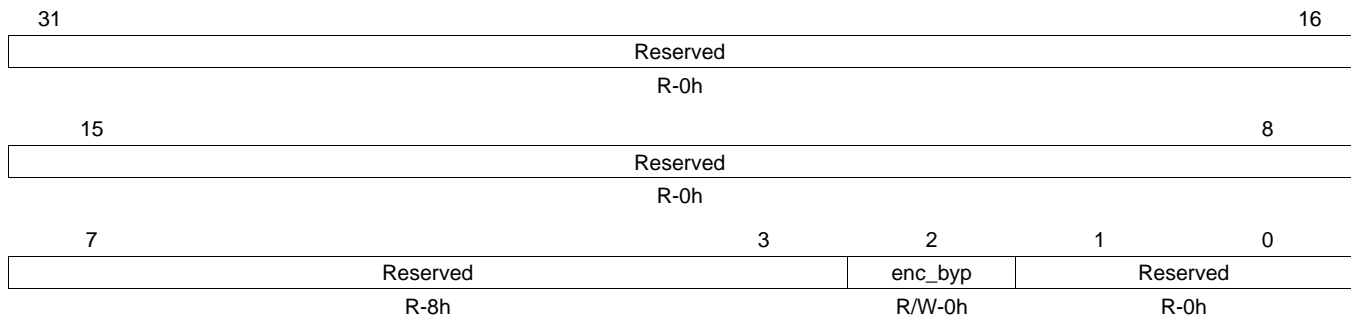 31 16
Reserved
R-0h
15 8
Reserved
R-0h
7 3 2 1 0
Reserved enc_byp Reserved
R-8h R/W-0h R-0h